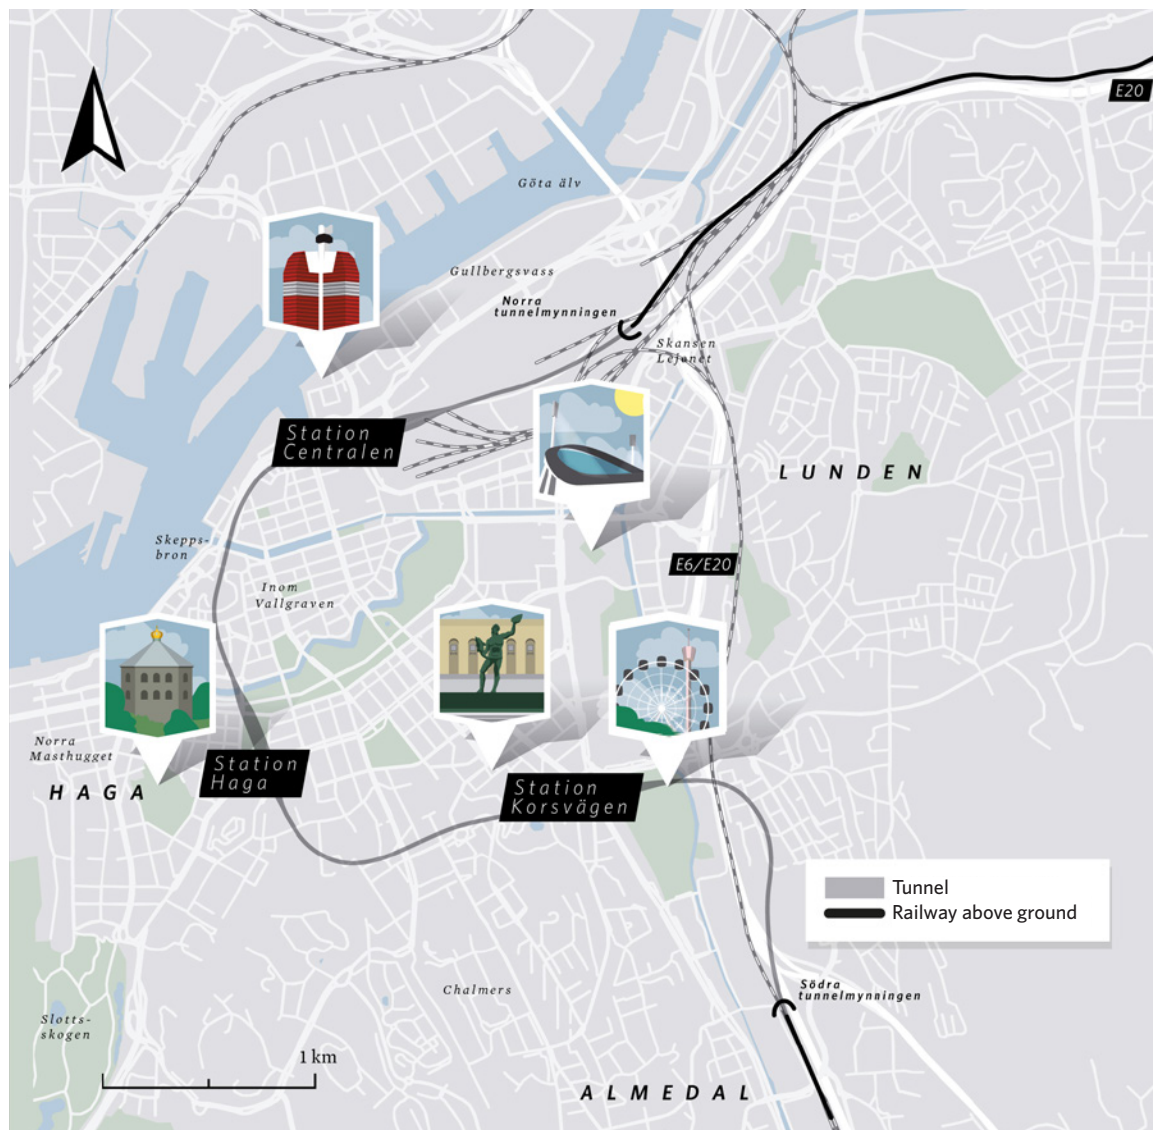 E20
Göta älv
Gullbergsvass
Norra
tunnelmynningen
Skansen
Lejonet
Station
Centralen
LUNDEN
Skepps-
bron
E6/E20
Inom
Vallgraven
Norra
Masthugget
Station
Haga
HAGA
Station
Korsvägen
Tunnel
Railway above ground
Södra
tunnelmynningen
Chalmers
Slotts-
skogen
1 km
ALMEDAL